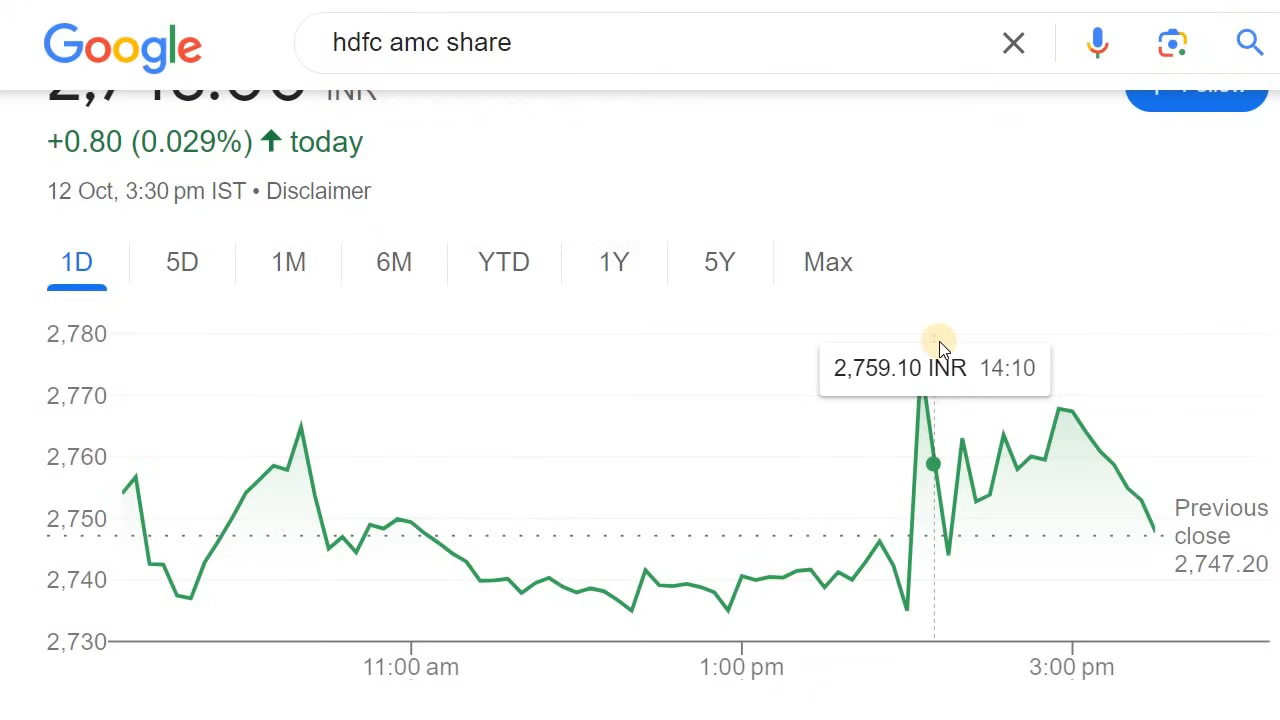 Google
hdfc amc share
INR
+0.80 (0.029%) today
12 Oct, 3:30 pm IST • Disclaimer
1D 5D 1M 6M YTD 1Y 5Y Max
2,780
2,759.10 INR 14:10
2,770
2,760
2,750
Previous
close
2,747.20
2,740
2,730
11:00 am 1:00 pm 3:00 pm